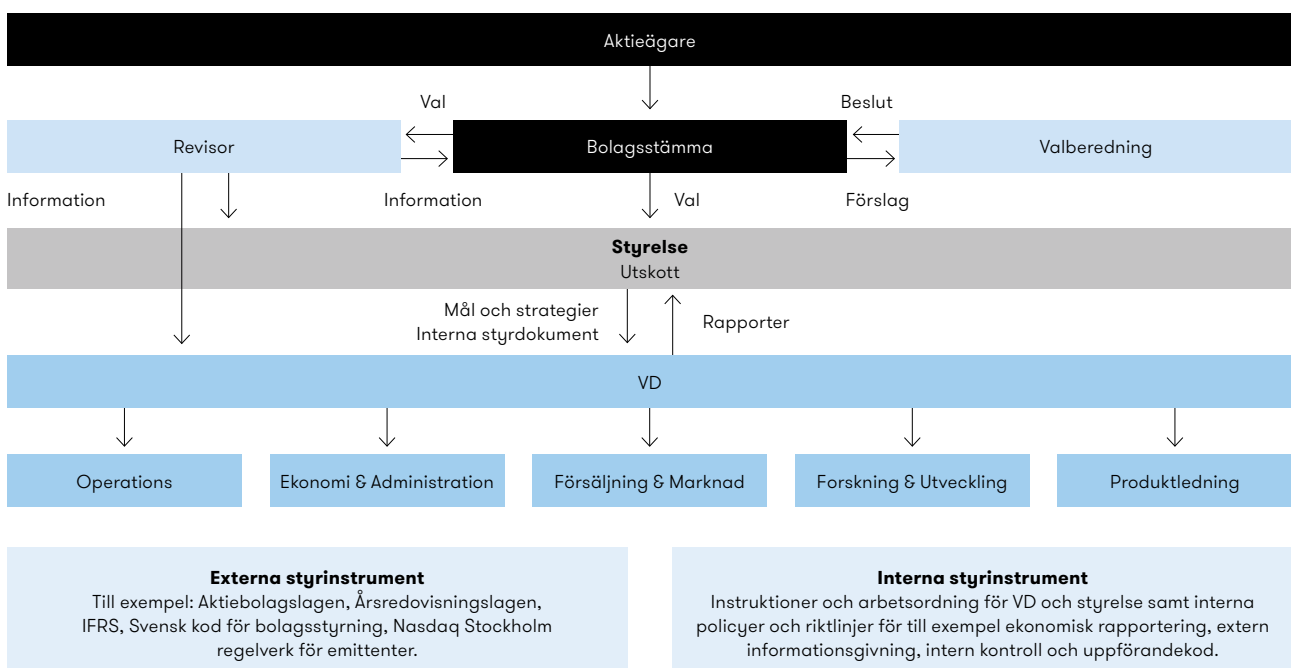 Aktieägare
Val
Beslut
Revisor
Bolagsstämma
Valberedning
Information
Information
Val
Förslag
Styrelse
Utskott
Mål och strategier
Interna styrdokument
Rapporter
VD
Operations
Ekonomi & Administration
Försäljning & Marknad
Forskning & Utveckling
Produktledning
Externa styrinstrument
Till exempel: Aktiebolagslagen, Årsredovisningslagen,
IFRS, Svensk kod för bolagsstyrning, Nasdaq Stockholm
regelverk för emittenter.
Interna styrinstrument
Instruktioner och arbetsordning för VD och styrelse samt interna
policyer och riktlinjer för till exempel ekonomisk rapportering, extern
informationsgivning, intern kontroll och uppförandekod.